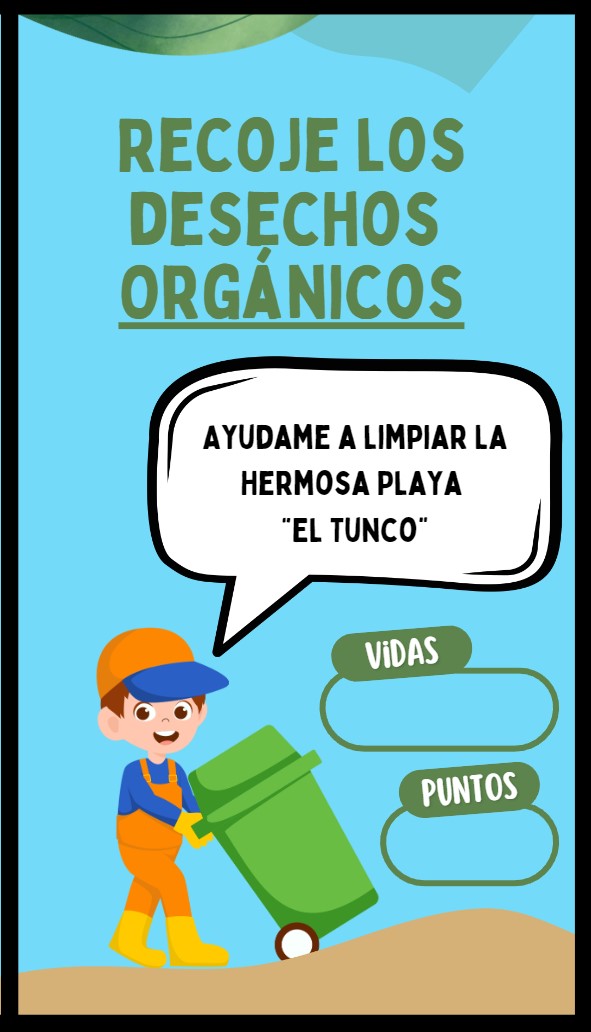 RECOJE LOS
DESECHOS
ORGÁNICOS
AYUDAME A LIMPIAR LA
HERMOSA PLAYA
"EL TUNCO"
ViDAS
PUNTOS